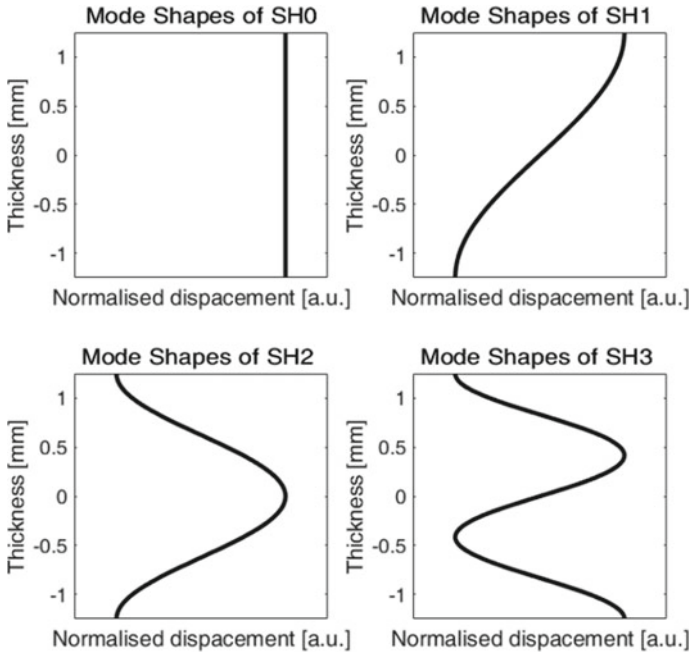 Mode Shapes of SH0
Thickness [mm]
1
0.5
0
-0.5
-1
Normalised dispacement [a.u.]
Mode Shapes of SH1
Thickness [mm]
1
0.5
0
-0.5
-1
Normalised dispacement [a.u.]
Mode Shapes of SH2
Thickness [mm]
1
0.5
0
-0.5
-1
Normalised dispacement [a.u.]
Mode Shapes of SH3
Thickness [mm]
1
0.5
0
-0.5
-1
Normalised dispacement [a.u.]